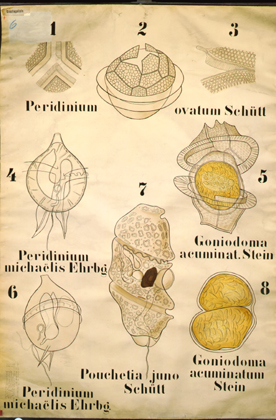 1
2
3
Peridinium ovatum Schütt
4
7
5
Peridinium
michaëlis Ehrbg
Goniodoma
acuminat. Stein
6
8
Pouchetia juno
Schütt
Goniodoma
acuminatum
Stein
Peridinium
michaëlis Ehrbg.